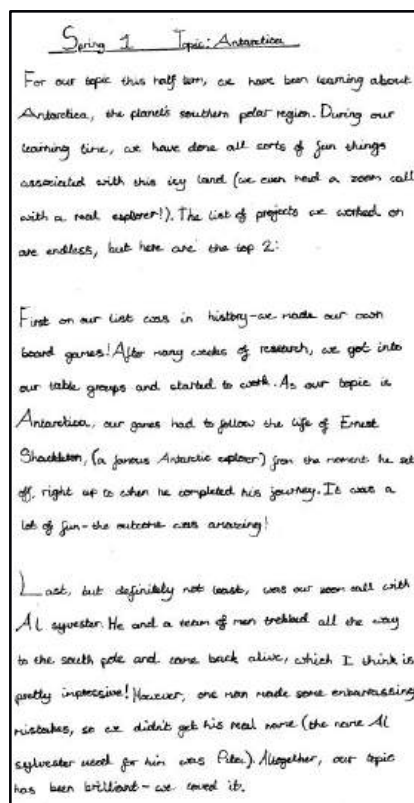 Spring 1 Topic: Antarctica
For our topic this half term, we have been learning about
Antarctica, the planet's southern polar region. During our
learning time, we have done all sorts of fun things
associated with this icy land (we even had a zoom call
with a real explorer!). The list of projects we worked on
are endless, but here are the top 2:
First on our list was in history-we made our own
board games! After many weeks of research, we got into
our table groups and started to work. As our topic is
Antarctica, our games had to follow the life of Ernest
Shackleton, (a famous Antarctic explorer) from the moment he set
off, right up to when he completed his journey. It was a
lot of fun-the outcome was amazing!
Last, but definitely not least, was our zoom call with
Al sylvester. He and a team of men trekked all the way
to the south pole and came back alive, which I think is
pretty impressive! However, one man made some embarrassing
mistakes, so we didn't get his real name (the name Al
sylvester used for him was Pite.) Altogether, our topic
has been brilliant-we loved it.